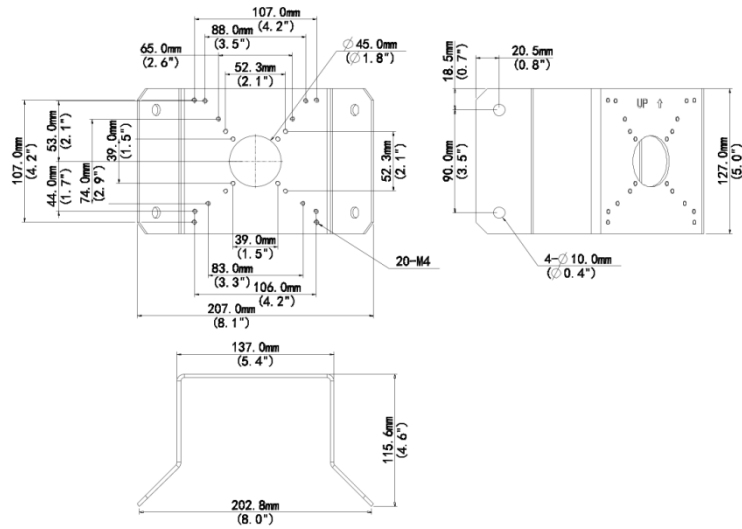 107.0mm
(4.2")
88.0mm
(3.5")
65.0mm
(2.6")
52.3mm
(2.1")
⌀ 45.0mm
(⌀ 1.8")
107.0mm
(4.2")
53.0mm
(2.1")
44.0mm
(1.7")
74.0mm
(2.9")
39.0mm
(1.5")
52.3mm
(2.1")
39.0mm
(1.5")
83.0mm
(3.3")
106.0mm
(4.2")
207.0mm
(8.1")
20-M4
18.5mm
(0.7")
20.5mm
(0.8")
UP ↑
90.0mm
(3.5")
127.0mm
(5.0")
4-⌀ 10.0mm
(⌀ 0.4")
137.0mm
(5.4")
115.6mm
(4.6")
202.8mm
(8.0")